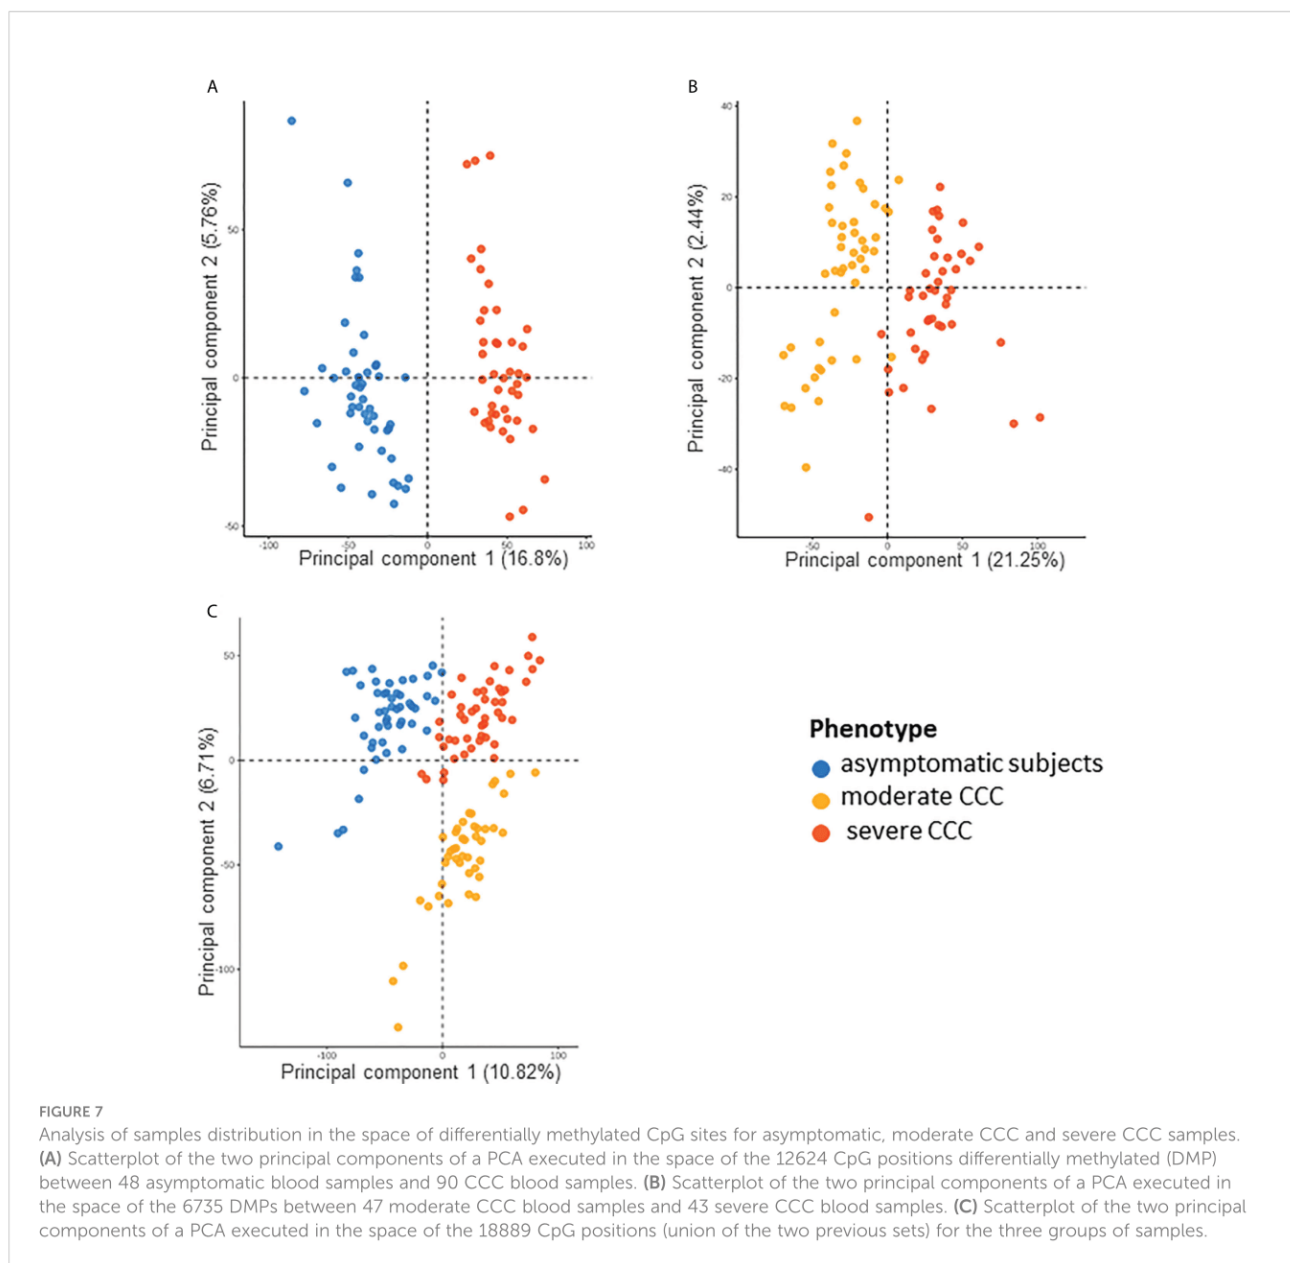 A
B
Principal component 2 (5.76%)
50
0
-50
-100
-50
0
50
100
Principal component 1 (16.8%)
Principal component 2 (2.44%)
40
20
0
-20
-40
-50
0
50
100
Principal component 1 (21.25%)
C
Principal component 2 (6.71%)
50
0
-50
-100
-100
0
100
Principal component 1 (10.82%)
Phenotype
asymptomatic subjects
moderate CCC
severe CCC
FIGURE 7
Analysis of samples distribution in the space of differentially methylated CpG sites for asymptomatic, moderate CCC and severe CCC samples.
(A) Scatterplot of the two principal components of a PCA executed in the space of the 12624 CpG positions differentially methylated (DMP)
between 48 asymptomatic blood samples and 90 CCC blood samples. (B) Scatterplot of the two principal components of a PCA executed in
the space of the 6735 DMPs between 47 moderate CCC blood samples and 43 severe CCC blood samples. (C) Scatterplot of the two principal
components of a PCA executed in the space of the 18889 CpG positions (union of the two previous sets) for the three groups of samples.